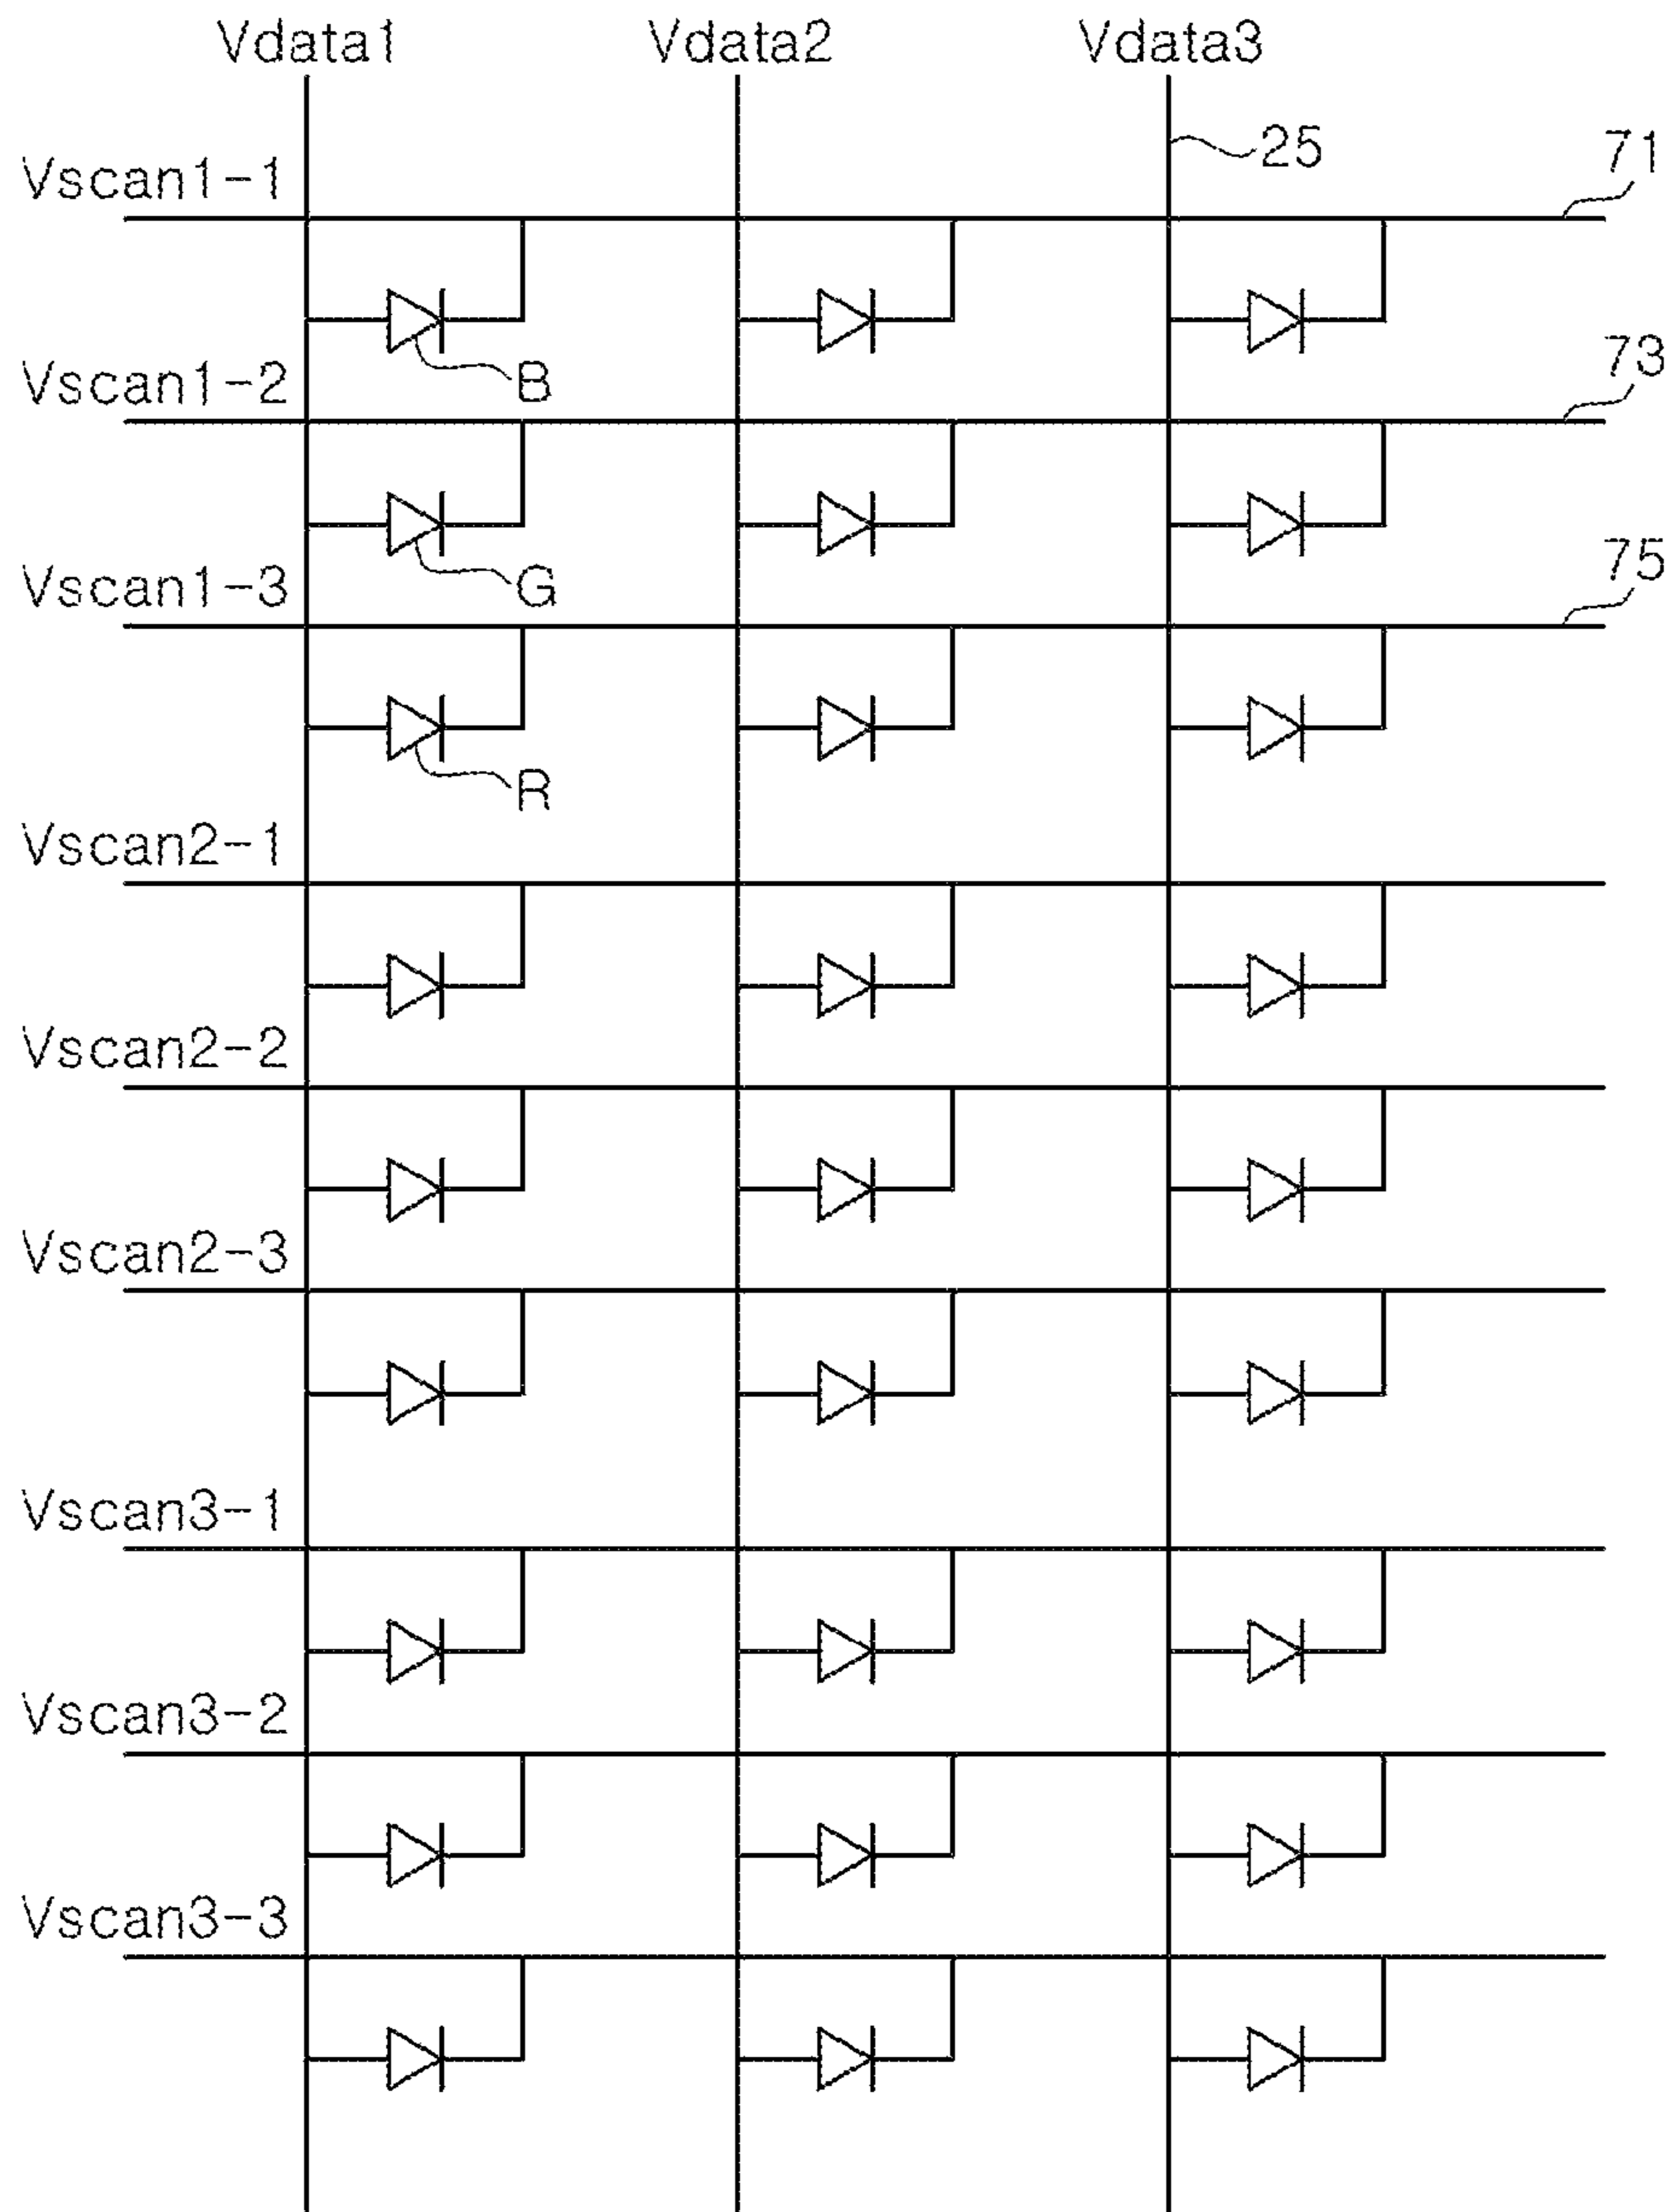 Vdata1 Vdata2 Vdata3
25
71
Vscan1-1
B
73
Vscan1-2
G
75
Vscan1-3
R
Vscan2-1
Vscan2-2
Vscan2-3
Vscan3-1
Vscan3-2
Vscan3-3